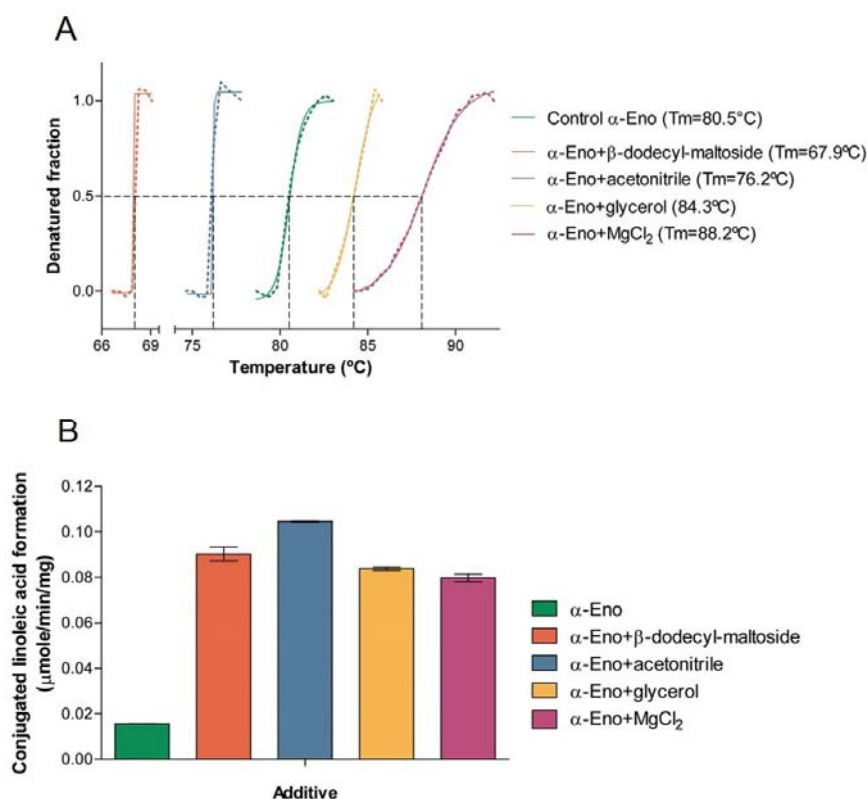 A
Denatured fraction
1.0
0.5
0.0
66
69
75
80
85
90
Temperature (ºC)
Control α-Eno (Tm=80.5°C)
α-Eno+β-dodecyl-maltoside (Tm=67.9ºC)
α-Eno+acetonitrile (Tm=76.2ºC)
α-Eno+glycerol (84.3ºC)
α-Eno+MgCl₂ (Tm=88.2ºC)
B
Conjugated linoleic acid formation
(μmole/min/mg)
0.12
0.10
0.08
0.06
0.04
0.02
0.00
Additive
α-Eno
α-Eno+β-dodecyl-maltoside
α-Eno+acetonitrile
α-Eno+glycerol
α-Eno+MgCl₂